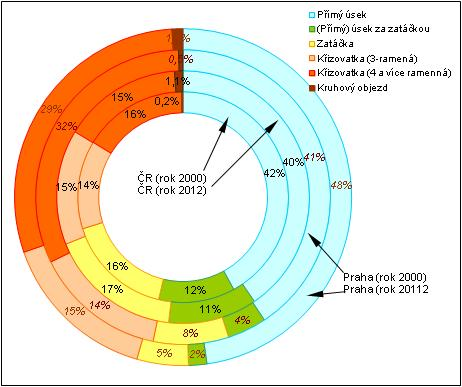 Přímý úsek
(Přímý) úsek za zatáčkou
Zatáčka
Křizovatka (3-ramená)
Křizovatka (4 a více ramenná)
Kruhový objezd
0,5%
1,1%
0,2%
15%
16%
29%
32%
15%
14%
ČR (rok 2000)
ČR (rok 2012)
42%
40%
41%
48%
16%
17%
14%
15%
12%
11%
4%
8%
5%
2%
Praha (rok 2000)
Praha (rok 20112